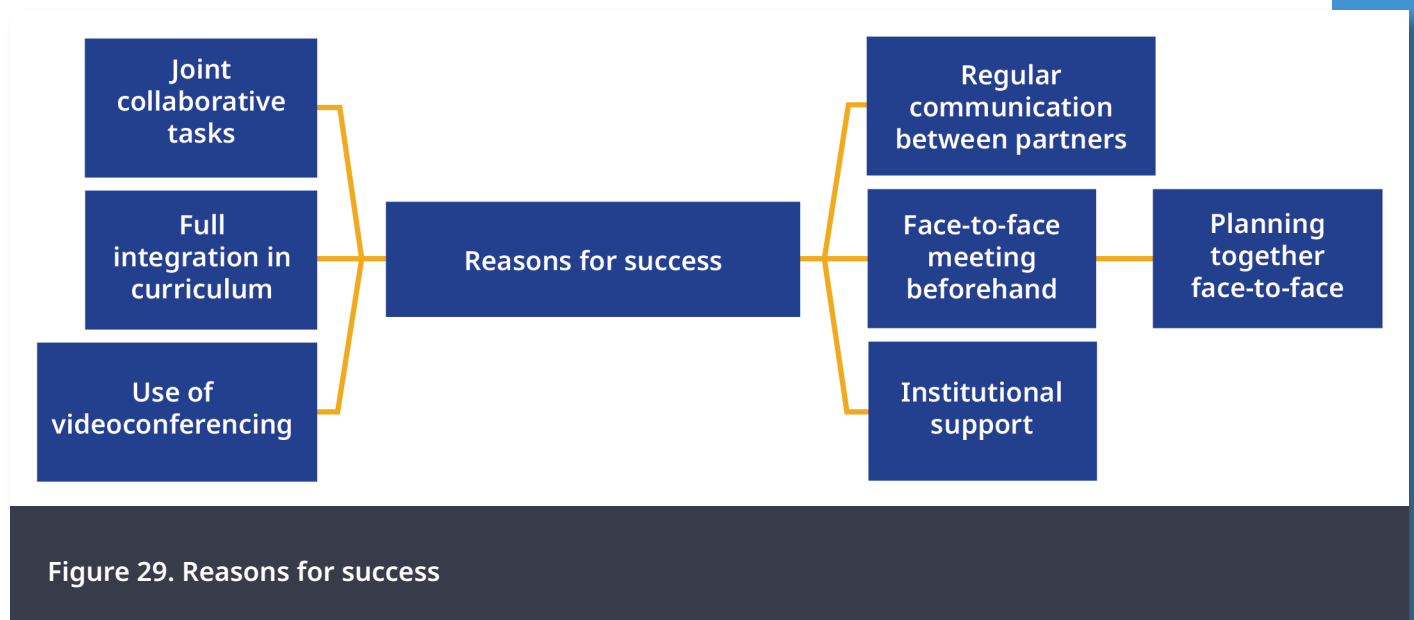 Joint
collaborative
tasks
Full
integration in
curriculum
Use of
videoconferencing
Reasons for success
Regular
communication
between partners
Face-to-face
meeting
beforehand
Planning
together
face-to-face
Institutional
support
Figure 29. Reasons for success